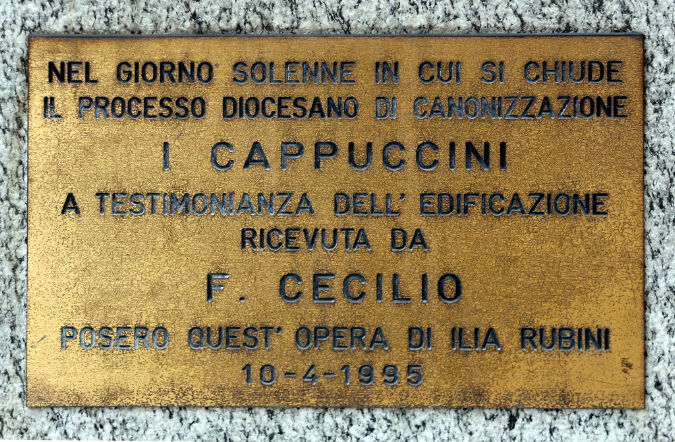 NEL GIORNO SOLENNE IN CUI SI CHIUDE
IL PROCESSO DIOCESANO DI CANONIZZAZIONE
I CAPPUCCINI
A TESTIMONIANZA DELL' EDIFICAZIONE
RICEVUTA DA
F. CECILIO
POSERO QUEST' OPERA DI ILIA RUBINI
10-4-1995